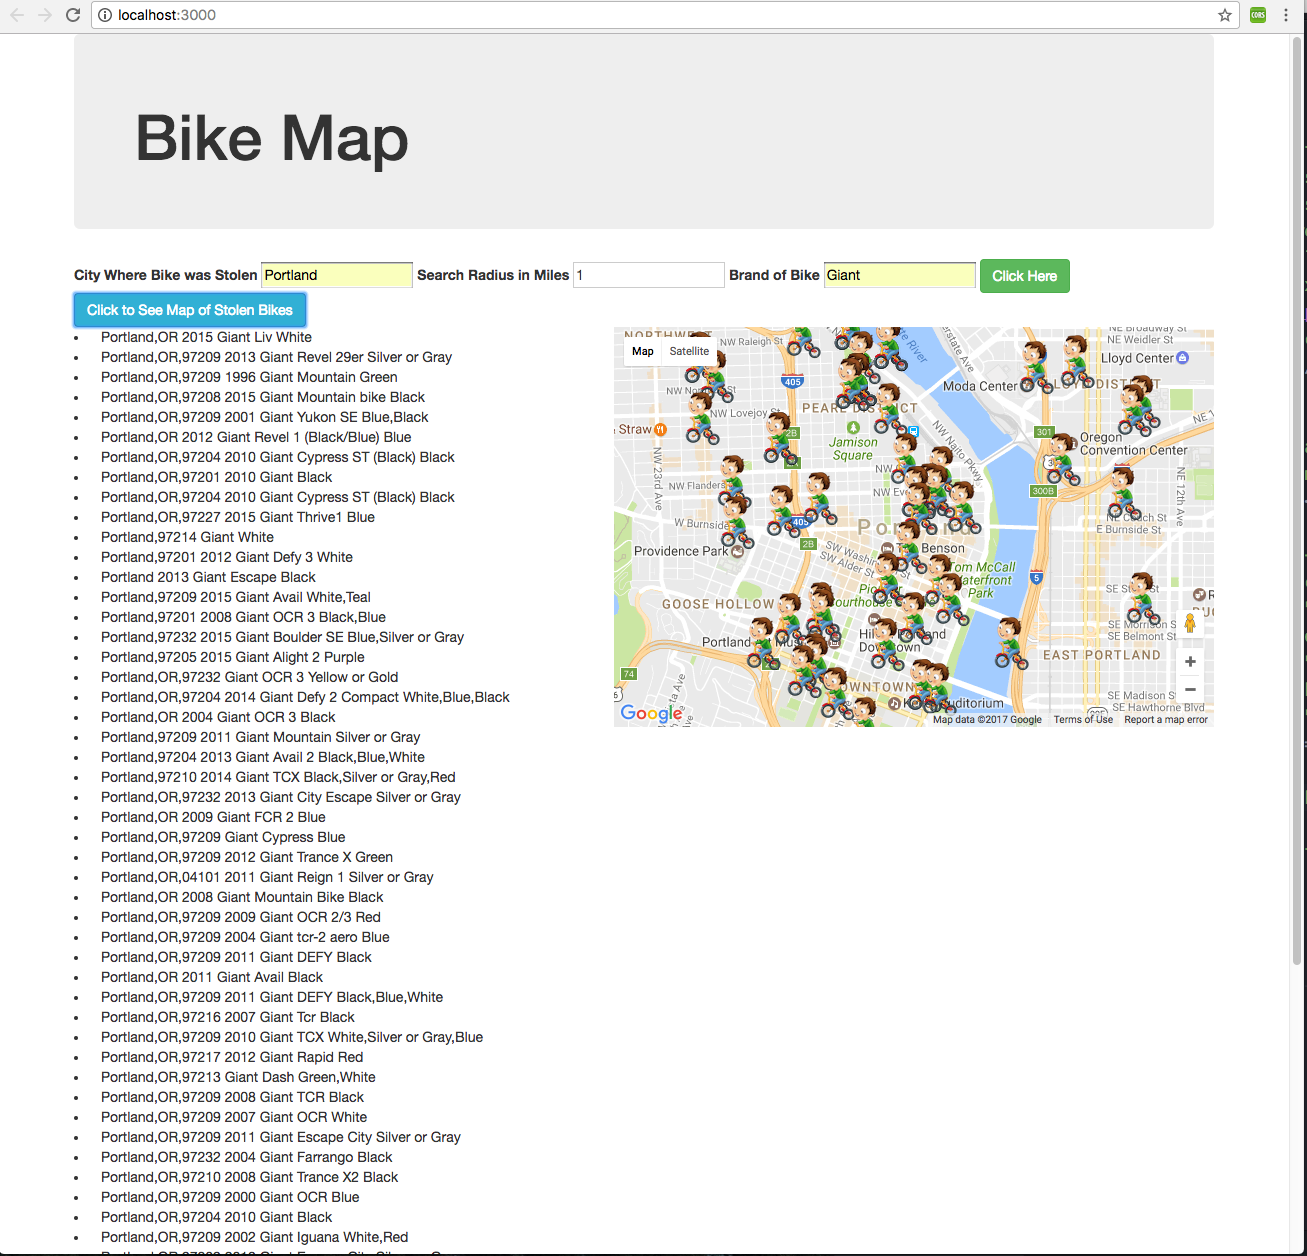 localhost:3000
CORS
Bike Map
City Where Bike was Stolen Portland Search Radius in Miles 1 Brand of Bike Giant Click Here
Click to See Map of Stolen Bikes
Portland,OR 2015 Giant Liv White
Portland,OR,97209 2013 Giant Revel 29er Silver or Gray
Portland,OR,97209 1996 Giant Mountain Green
Portland,OR,97208 2015 Giant Mountain bike Black
Portland,OR,97209 2001 Giant Yukon SE Blue,Black
Portland,OR 2012 Giant Revel 1 (Black/Blue) Blue
Portland,OR,97204 2010 Giant Cypress ST (Black) Black
Portland,OR,97201 2010 Giant Black
Portland,OR,97204 2010 Giant Cypress ST (Black) Black
Portland,OR,97227 2015 Giant Thrive1 Blue
Portland,97214 Giant White
Portland,OR,97201 2012 Giant Defy 3 White
Portland 2013 Giant Escape Black
Portland,OR,97209 2015 Giant Avail White,Teal
Portland,OR,97201 2008 Giant OCR 3 Black,Blue
Portland,OR,97232 2015 Giant Boulder SE Blue,Silver or Gray
Portland,OR,97205 2015 Giant Alight 2 Purple
Portland,OR,97232 Giant OCR 3 Yellow or Gold
Portland,OR,97204 2014 Giant Defy 2 Compact White,Blue,Black
Portland,OR 2004 Giant OCR 3 Black
Portland,OR,97209 2011 Giant Mountain Silver or Gray
Portland,97204 2013 Giant Avail 2 Black,Blue,White
Portland,97210 2014 Giant TCX Black,Silver or Gray,Red
Portland,OR,97232 2013 Giant City Escape Silver or Gray
Portland,OR 2009 Giant FCR 2 Blue
Portland,OR,97209 Giant Cypress Blue
Portland,OR,97209 2012 Giant Trance X Green
Portland,OR,04101 2011 Giant Reign 1 Silver or Gray
Portland,OR 2008 Giant Mountain Bike Black
Portland,OR,97209 2009 Giant OCR 2/3 Red
Portland,OR,97209 2004 Giant tcr-2 aero Blue
Portland,OR,97209 2011 Giant DEFY Black
Portland,OR 2011 Giant Avail Black
Portland,OR,97209 2011 Giant DEFY Black,Blue,White
Portland,OR,97216 2007 Giant Tcr Black
Portland,OR,97209 2010 Giant TCX White,Silver or Gray,Blue
Portland,OR,97217 2012 Giant Rapid Red
Portland,OR,97213 Giant Dash Green,White
Portland,OR,97209 2008 Giant TCR Black
Portland,OR,97209 2007 Giant OCR White
Portland,OR,97209 2011 Giant Escape City Silver or Gray
Portland,OR,97232 2004 Giant Farrango Black
Portland,OR,97210 2008 Giant Trance X2 Black
Portland,OR,97209 2000 Giant OCR Blue
Portland,OR,97204 2010 Giant Black
Portland,OR,97209 2002 Giant Iguana White,Red
Map Satellite
NORTHWEST
NW Raleigh St
NE Broadway St
NE Weidler St
Lloyd Center
Moda Center
405
PEARL DISTRICT
NW Lovejoy
Straw
Jamison
Square
NW Naito Pkwy
301
Oregon
Convention Center
300B
NW 23rd Ave
NW Flanders
W Burnside
405
2B
NE 12th Ave
E Burnside St
Providence Park
Benson
SW Alder St
Tom McCall
Waterfront
Park
5
GOOSE HOLLOW
Portland
Downtown
SE Morrison
SE Belmont St
EAST PORTLAND
74
DOWNTOWN
Auditorium
SE Madison St
SE Hawthorne Blvd
Google
Map data ©2017 Google Terms of Use Report a map error